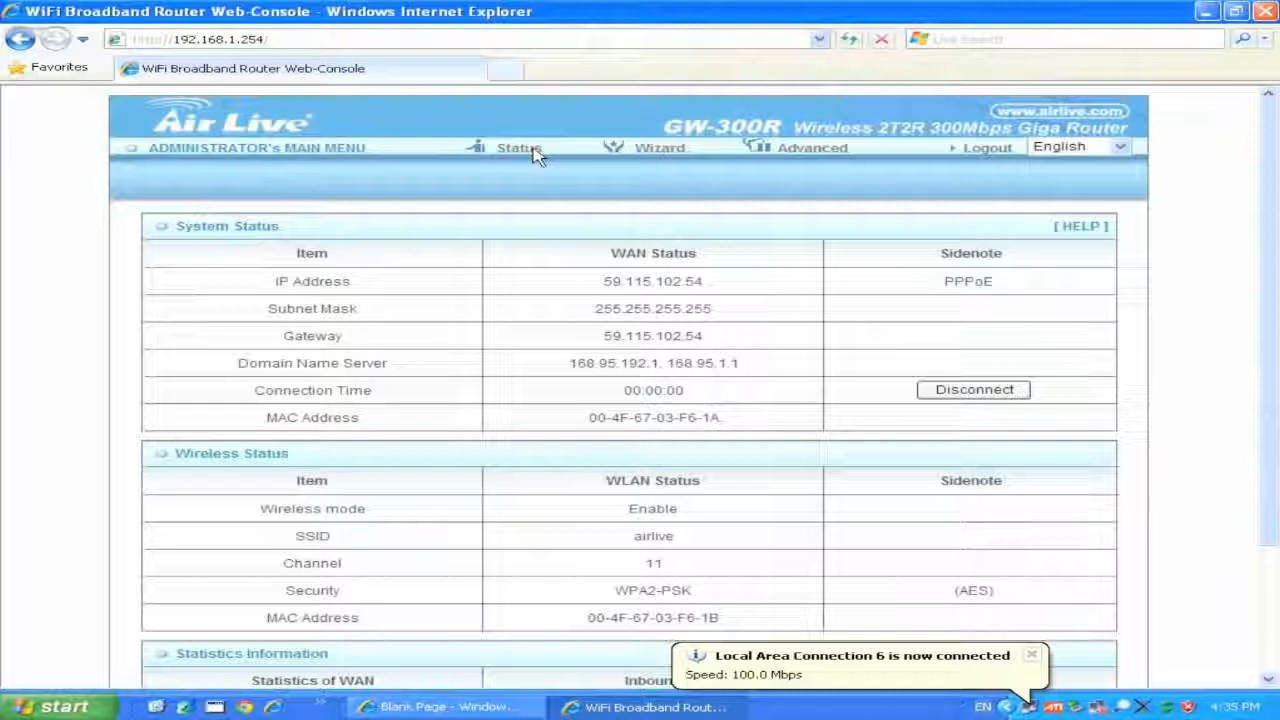 WiFi Broadband Router Web-Console - Windows Internet Explorer
http://192.168.1.254/
Live Search
Favorites
WiFi Broadband Router Web-Console
Air Live
www.airlive.com
GW-300R Wireless 2T2R 300Mbps Giga Router
ADMINISTRATOR's MAIN MENU Status Wizard Advanced Logout English
System Status [ HELP ]
Item WAN Status Sidenote
IP Address 59.115.102.54 PPPoE
Subnet Mask 255.255.255.255
Gateway 59.115.102.54
Domain Name Server 168.95.192.1, 168.95.1.1
Connection Time 00:00:00 Disconnect
MAC Address 00-4F-67-03-F6-1A
Wireless Status
Item WLAN Status Sidenote
Wireless mode Enable
SSID airlive
Channel 11
Security WPA2-PSK (AES)
MAC Address 00-4F-67-03-F6-1B
Statistics Information
Statistics of WAN Inboun
Local Area Connection 6 is now connected
Speed: 100.0 Mbps
start
Blank Page - Window...
WiFi Broadband Rout...
EN
ATI
4:35 PM